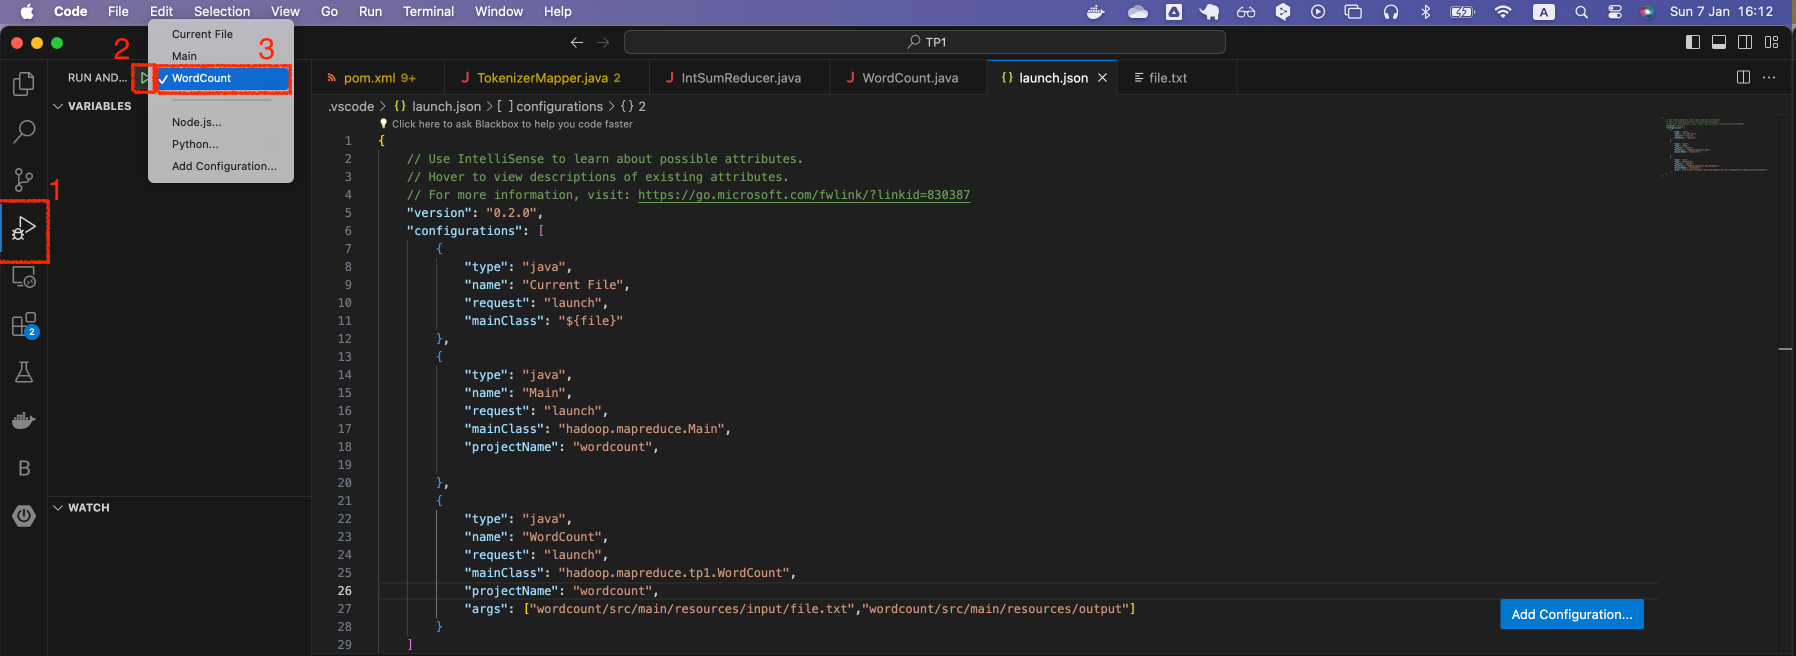 Code File Edit Selection View Go Run Terminal Window Help A Sun 7 Jan 16:12
TP1
Current File
Main
WordCount
Node.js...
Python...
Add Configuration...
1
2
3
RUN AND...
VARIABLES
WATCH
2
B
pom.xml 9+ J TokenizerMapper.java 2 J IntSumReducer.java J WordCount.java {} launch.json file.txt
.vscode > {} launch.json > [ ] configurations > {} 2
Click here to ask Blackbox to help you code faster
1 {
2 // Use IntelliSense to learn about possible attributes.
3 // Hover to view descriptions of existing attributes.
4 // For more information, visit: https://go.microsoft.com/fwlink/?linkid=830387
5 "version": "0.2.0",
6 "configurations": [
7 {
8 "type": "java",
9 "name": "Current File",
10 "request": "launch",
11 "mainClass": "${file}"
12 },
13 {
14 "type": "java",
15 "name": "Main",
16 "request": "launch",
17 "mainClass": "hadoop.mapreduce.Main",
18 "projectName": "wordcount",
19
20 },
21 {
22 "type": "java",
23 "name": "WordCount",
24 "request": "launch",
25 "mainClass": "hadoop.mapreduce.tp1.WordCount",
26 "projectName": "wordcount",
27 "args": ["wordcount/src/main/resources/input/file.txt","wordcount/src/main/resources/output"]
28 }
29 ]
Add Configuration...